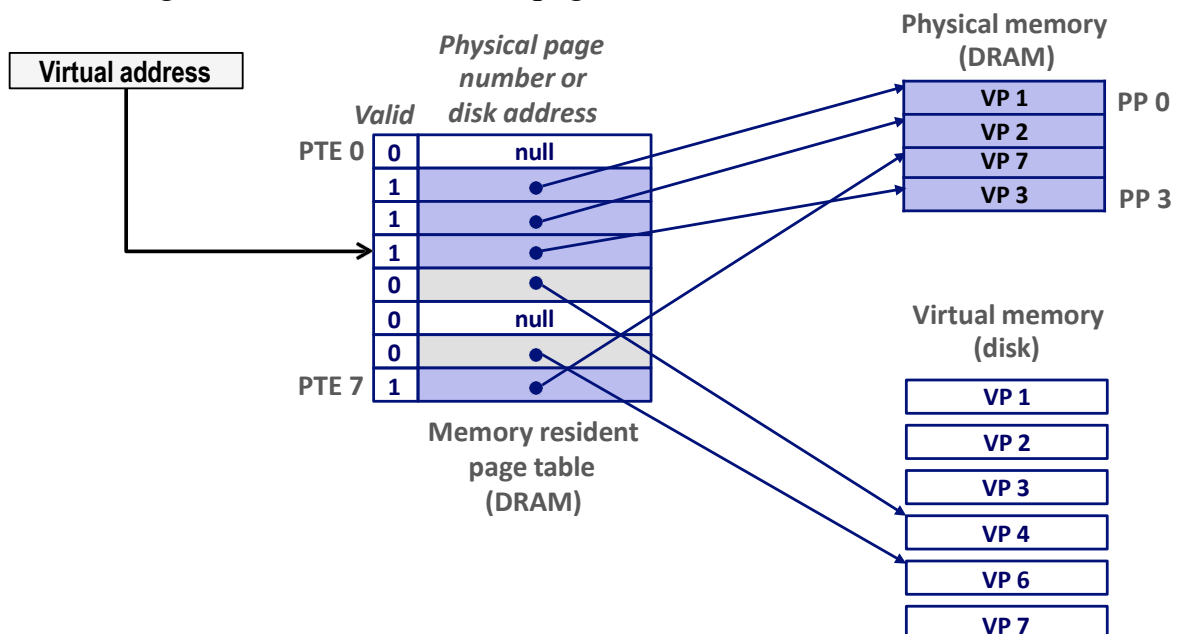 Physical memory
(DRAM)
Physical page
number or
disk address
Virtual address
Valid
VP 1
PP 0
VP 2
VP 7
VP 3
PP 3
PTE 0
0
null
1
1
1
0
0
null
0
PTE 7
1
Memory resident
page table
(DRAM)
Virtual memory
(disk)
VP 1
VP 2
VP 3
VP 4
VP 6
VP 7